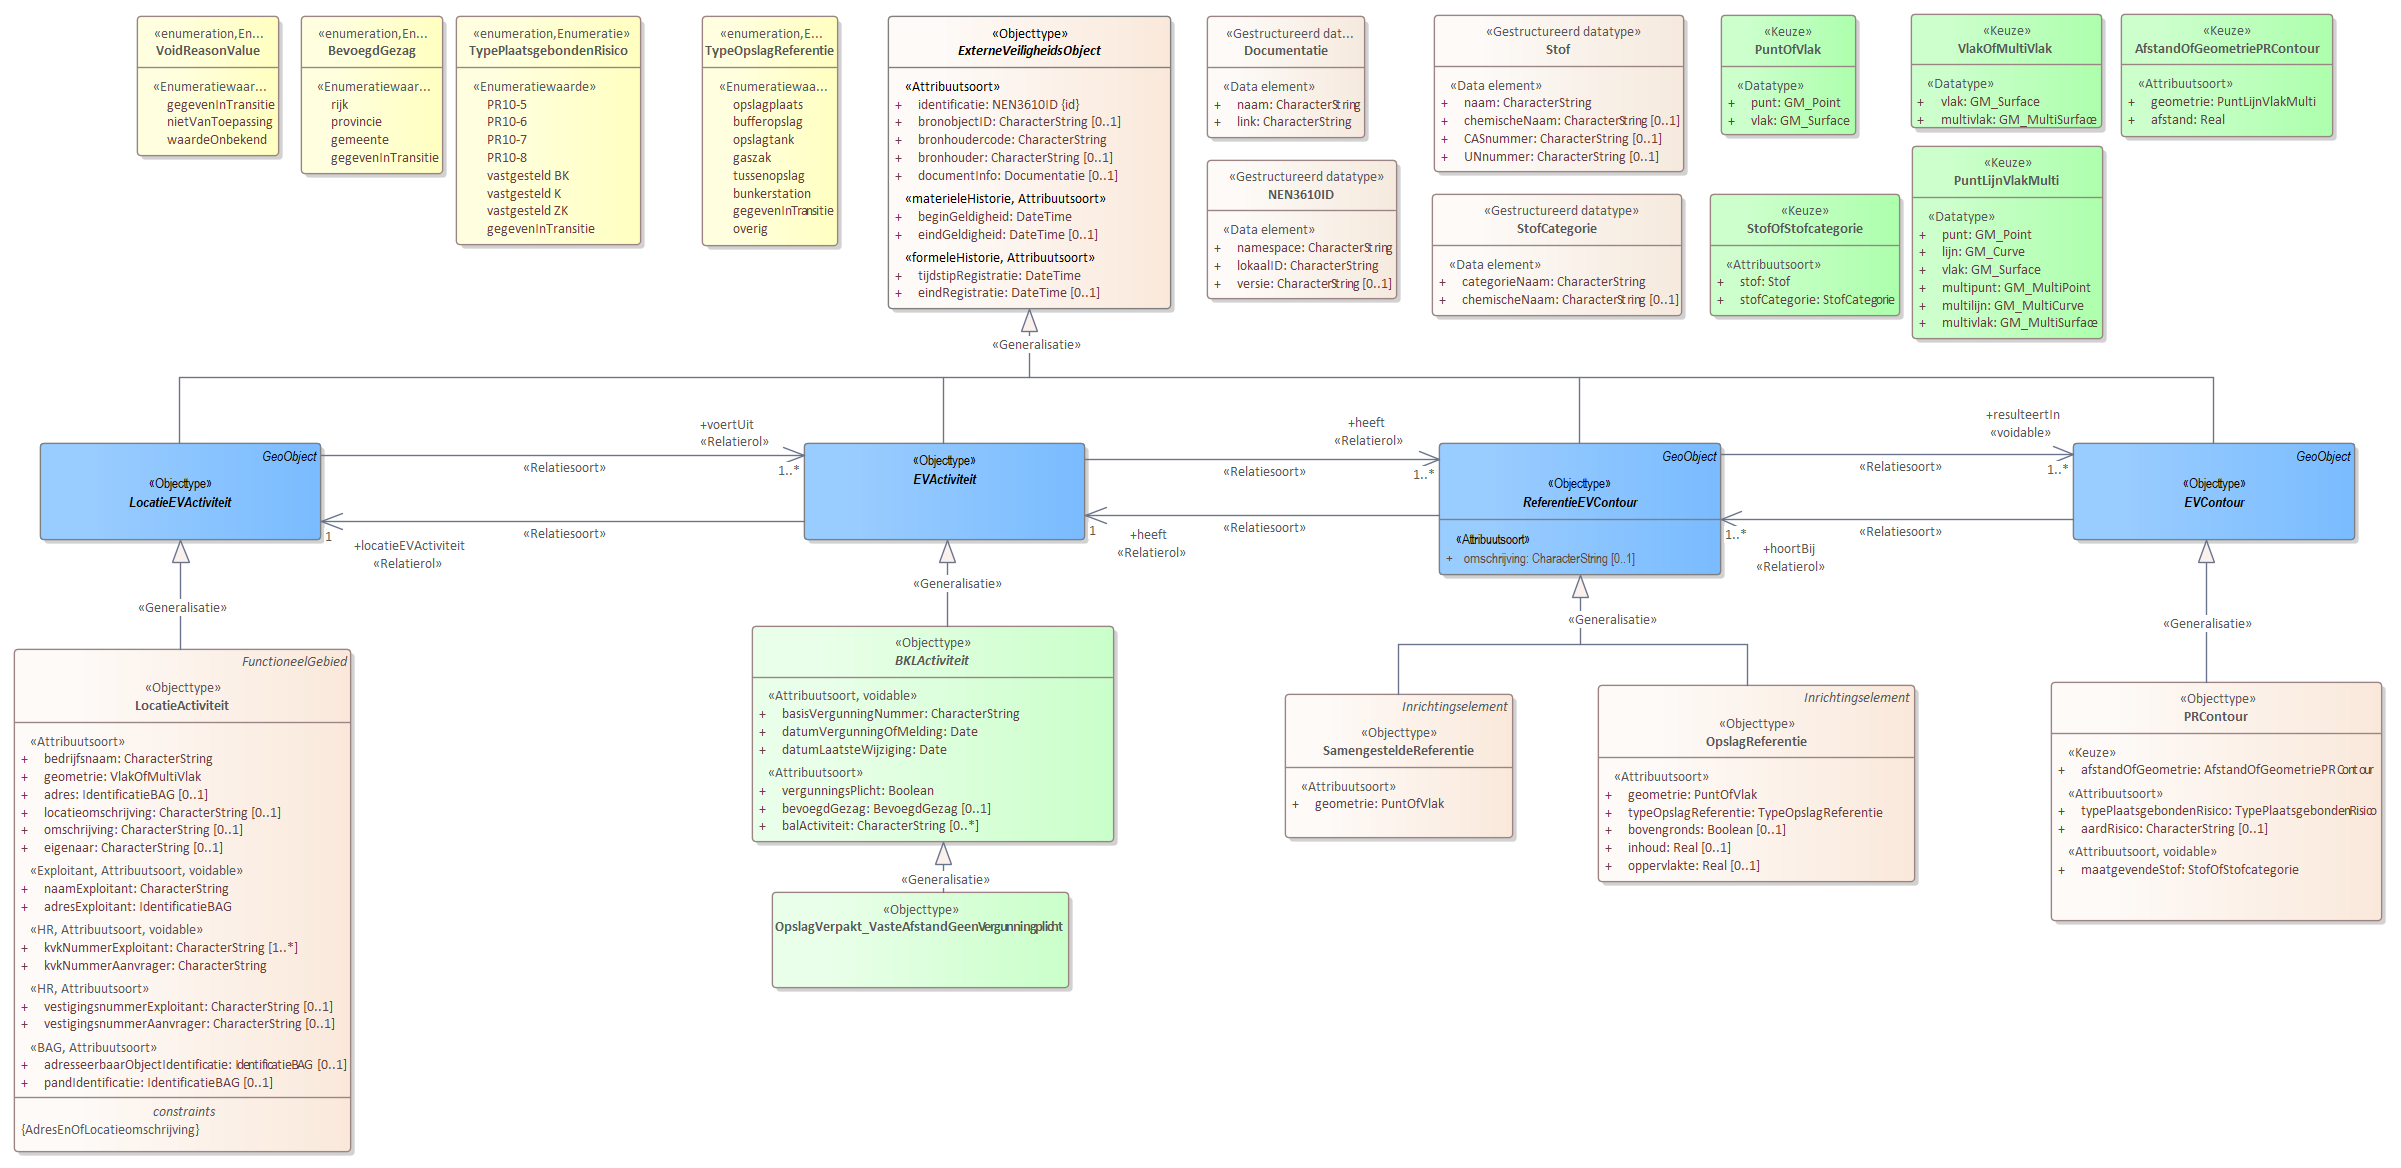 «enumeration,En...
VoidReasonValue
«Enumeratiewaar...
gegevenInTransitie
nietVanToepassing
waardeOnbekend
«enumeration,En...
BevoegdGezag
«Enumeratiewaar...
rijk
provincie
gemeente
gegevenInTransitie
«enumeration,Enumeratie»
TypePlaatsgebondenRisico
«Enumeratiewaarde»
PR10-5
PR10-6
PR10-7
PR10-8
vastgesteld BK
vastgesteld K
vastgesteld ZK
gegevenInTransitie
«enumeration,E...
TypeOpslagReferentie
«Enumeratiewaa...
opslagplaats
bufferopslag
opslagtank
gaszak
tussenopslag
bunkerstation
gegevenInTransitie
overig
«Objecttype»
ExterneVeiligheidsObject
«Attribuutsoort»
+ identificatie: NEN3610ID {id}
+ bronobjectID: CharacterString [0..1]
+ bronhoudercode: CharacterString
+ bronhouder: CharacterString [0..1]
+ documentInfo: Documentatie [0..1]
«materieleHistorie, Attribuutsoort»
+ beginGeldigheid: DateTime
+ eindGeldigheid: DateTime [0..1]
«formeleHistorie, Attribuutsoort»
+ tijdstipRegistratie: DateTime
+ eindRegistratie: DateTime [0..1]
«Gestructureerd dat...
Documentatie
«Data element»
+ naam: CharacterString
+ link: CharacterString
«Gestructureerd datatype»
NEN3610ID
«Data element»
+ namespace: CharacterString
+ lokaalID: CharacterString
+ versie: CharacterString [0..1]
«Gestructureerd datatype»
Stof
«Data element»
+ naam: CharacterString
+ chemischeNaam: CharacterString [0..1]
+ CASnummer: CharacterString [0..1]
+ UNnummer: CharacterString [0..1]
«Gestructureerd datatype»
StofCategorie
«Data element»
+ categorieNaam: CharacterString
+ chemischeNaam: CharacterString [0..1]
«Keuze»
PuntOfVlak
«Datatype»
+ punt: GM_Point
+ vlak: GM_Surface
«Keuze»
StofOfStofcategorie
«Attribuutsoort»
+ stof: Stof
+ stofCategorie: StofCategorie
«Keuze»
VlakOfMultiVlak
«Datatype»
+ vlak: GM_Surface
+ multivlak: GM_MultiSurface
«Keuze»
PuntLijnVlakMulti
«Datatype»
+ punt: GM_Point
+ lijn: GM_Curve
+ vlak: GM_Surface
+ multipunt: GM_MultiPoint
+ multilijn: GM_MultiCurve
+ multivlak: GM_MultiSurface
«Keuze»
AfstandOfGeometriePRContour
«Attribuutsoort»
+ geometrie: PuntLijnVlakMulti
+ afstand: Real
«Generalisatie»
GeoObject
«Objecttype»
LocatieEVActiviteit
+voertUit
«Relatierol»
1..*
«Relatiesoort»
1
+locatieEVActiviteit
«Relatierol»
«Relatiesoort»
«Objecttype»
EVActiviteit
+heeft
«Relatierol»
1..*
«Relatiesoort»
1
+heeft
«Relatierol»
«Relatiesoort»
GeoObject
«Objecttype»
ReferentieEVContour
«Attribuutsoort»
+ omschrijving: CharacterString [0..1]
+resulteertIn
«voidable»
1..*
«Relatiesoort»
1..*
+hoortBij
«Relatierol»
«Relatiesoort»
GeoObject
«Objecttype»
EVContour
«Generalisatie»
«Generalisatie»
«Generalisatie»
«Generalisatie»
FunctioneelGebied
«Objecttype»
LocatieActiviteit
«Attribuutsoort»
+ bedrijfsnaam: CharacterString
+ geometrie: VlakOfMultiVlak
+ adres: IdentificatieBAG [0..1]
+ locatieomschrijving: CharacterString [0..1]
+ omschrijving: CharacterString [0..1]
+ eigenaar: CharacterString [0..1]
«Exploitant, Attribuutsoort, voidable»
+ naamExploitant: CharacterString
+ adresExploitant: IdentificatieBAG
«HR, Attribuutsoort, voidable»
+ kvkNummerExploitant: CharacterString [1..*]
+ kvkNummerAanvrager: CharacterString
«HR, Attribuutsoort»
+ vestigingsnummerExploitant: CharacterString [0..1]
+ vestigingsnummerAanvrager: CharacterString [0..1]
«BAG, Attribuutsoort»
+ adresseerbaarObjectIdentificatie: IdentificatieBAG [0..1]
+ pandIdentificatie: IdentificatieBAG [0..1]
constraints
{AdresEnOfLocatieomschrijving}
«Objecttype»
BKLActiviteit
«Attribuutsoort, voidable»
+ basisVergunningNummer: CharacterString
+ datumVergunningOfMelding: Date
+ datumLaatsteWijziging: Date
«Attribuutsoort»
+ vergunningsPlicht: Boolean
+ bevoegdGezag: BevoegdGezag [0..1]
+ balActiviteit: CharacterString [0..*]
«Generalisatie»
«Objecttype»
OpslagVerpakt_VasteAfstandGeenVergunningplicht
Inrichtingselement
«Objecttype»
SamengesteldeReferentie
«Attribuutsoort»
+ geometrie: PuntOfVlak
Inrichtingselement
«Objecttype»
OpslagReferentie
«Attribuutsoort»
+ geometrie: PuntOfVlak
+ typeOpslagReferentie: TypeOpslagReferentie
+ bovengronds: Boolean [0..1]
+ inhoud: Real [0..1]
+ oppervlakte: Real [0..1]
«Objecttype»
PRContour
«Keuze»
+ afstandOfGeometrie: AfstandOfGeometriePRContour
«Attribuutsoort»
+ typePlaatsgebondenRisico: TypePlaatsgebondenRisico
+ aardRisico: CharacterString [0..1]
«Attribuutsoort, voidable»
+ maatgevendeStof: StofOfStofcategorie